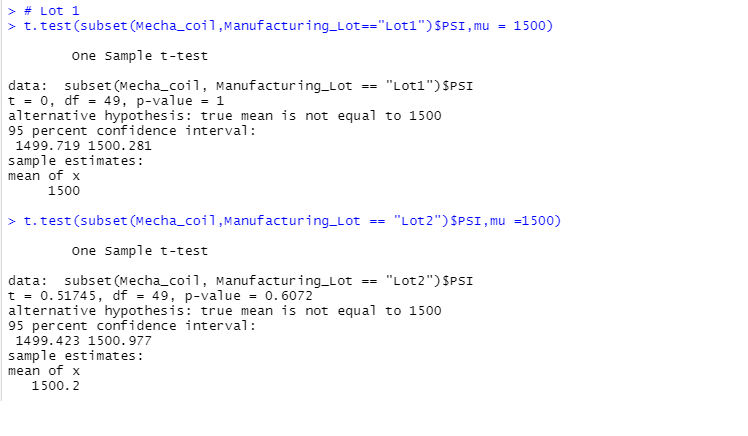 > # Lot 1
> t.test(subset(Mecha_coil,Manufacturing_Lot=="Lot1")$PSI,mu = 1500)
One Sample t-test
data:  subset(Mecha_coil, Manufacturing_Lot == "Lot1")$PSI
t = 0, df = 49, p-value = 1
alternative hypothesis: true mean is not equal to 1500
95 percent confidence interval:
1499.719 1500.281
sample estimates:
mean of x
1500
> t.test(subset(Mecha_coil,Manufacturing_Lot == "Lot2")$PSI,mu =1500)
One Sample t-test
data:  subset(Mecha_coil, Manufacturing_Lot == "Lot2")$PSI
t = 0.51745, df = 49, p-value = 0.6072
alternative hypothesis: true mean is not equal to 1500
95 percent confidence interval:
1499.423 1500.977
sample estimates:
mean of x
1500.2